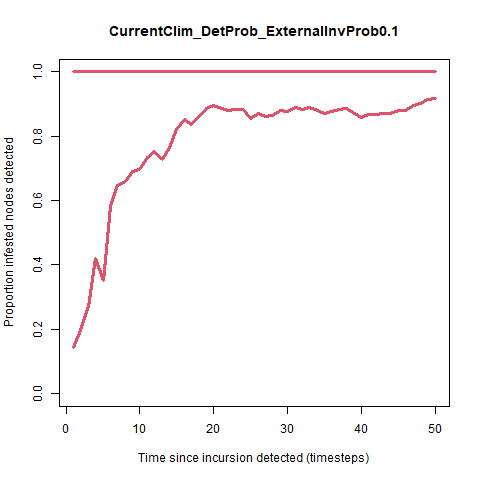 CurrentClim_DetProb_ExternalInvProb0.1
Proportion infested nodes detected
1.0
0.8
0.6
0.4
0.2
0.0
0 10 20 30 40 50
Time since incursion detected (timesteps)